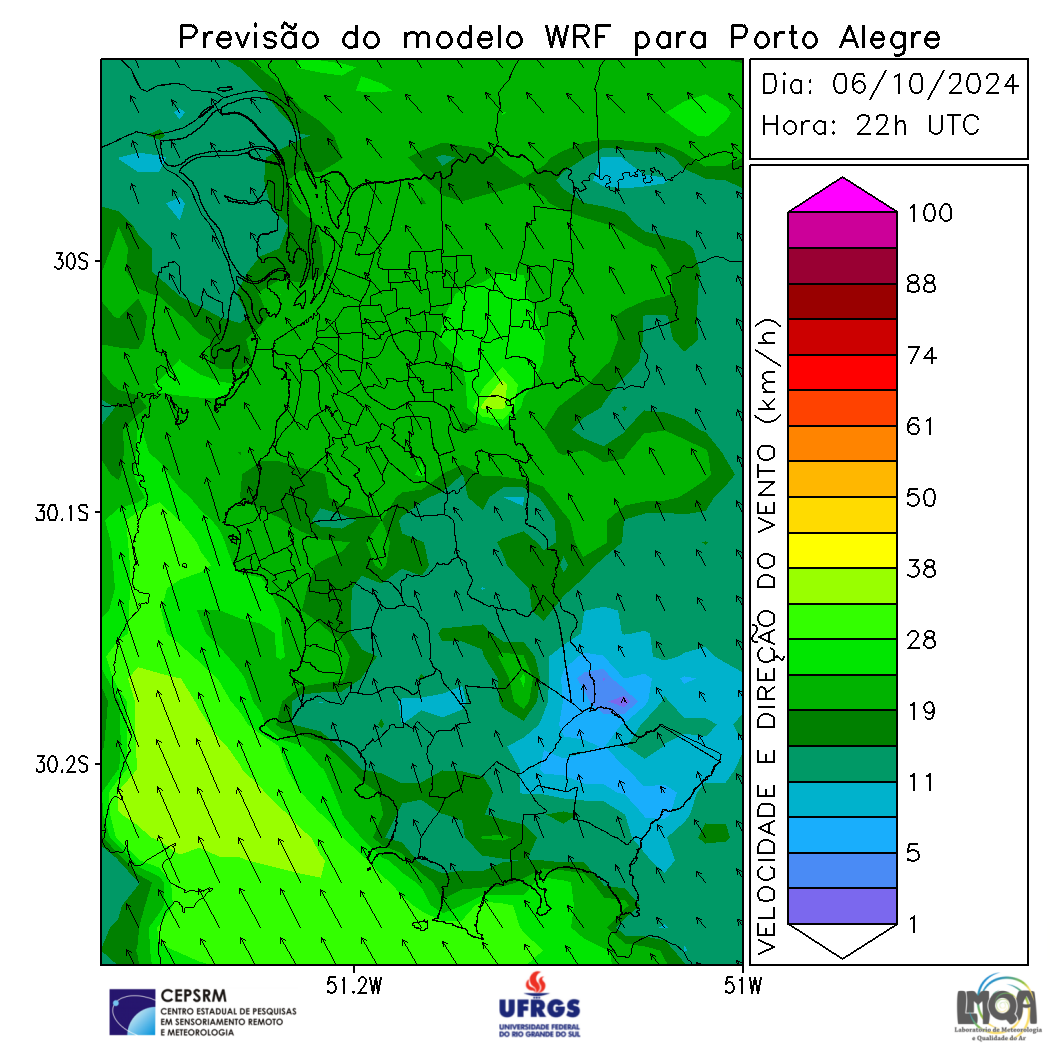 Previsão do modelo WRF para Porto Alegre
Dia: 06/10/2024
Hora: 22h UTC
30S
30.1S
30.2S
51.2W
51W
VELOCIDADE E DIREÇÃO DO VENTO (km/h)
100
88
74
61
50
38
28
19
11
5
1
CEPSRM
CENTRO ESTADUAL DE PESQUISAS
EM SENSORIAMENTO REMOTO
E METEOROLOGIA
UFRGS
UNIVERSIDADE FEDERAL
DO RIO GRANDE DO SUL
LMQA
Laboratório de Meteorologia
e Qualidade do Ar